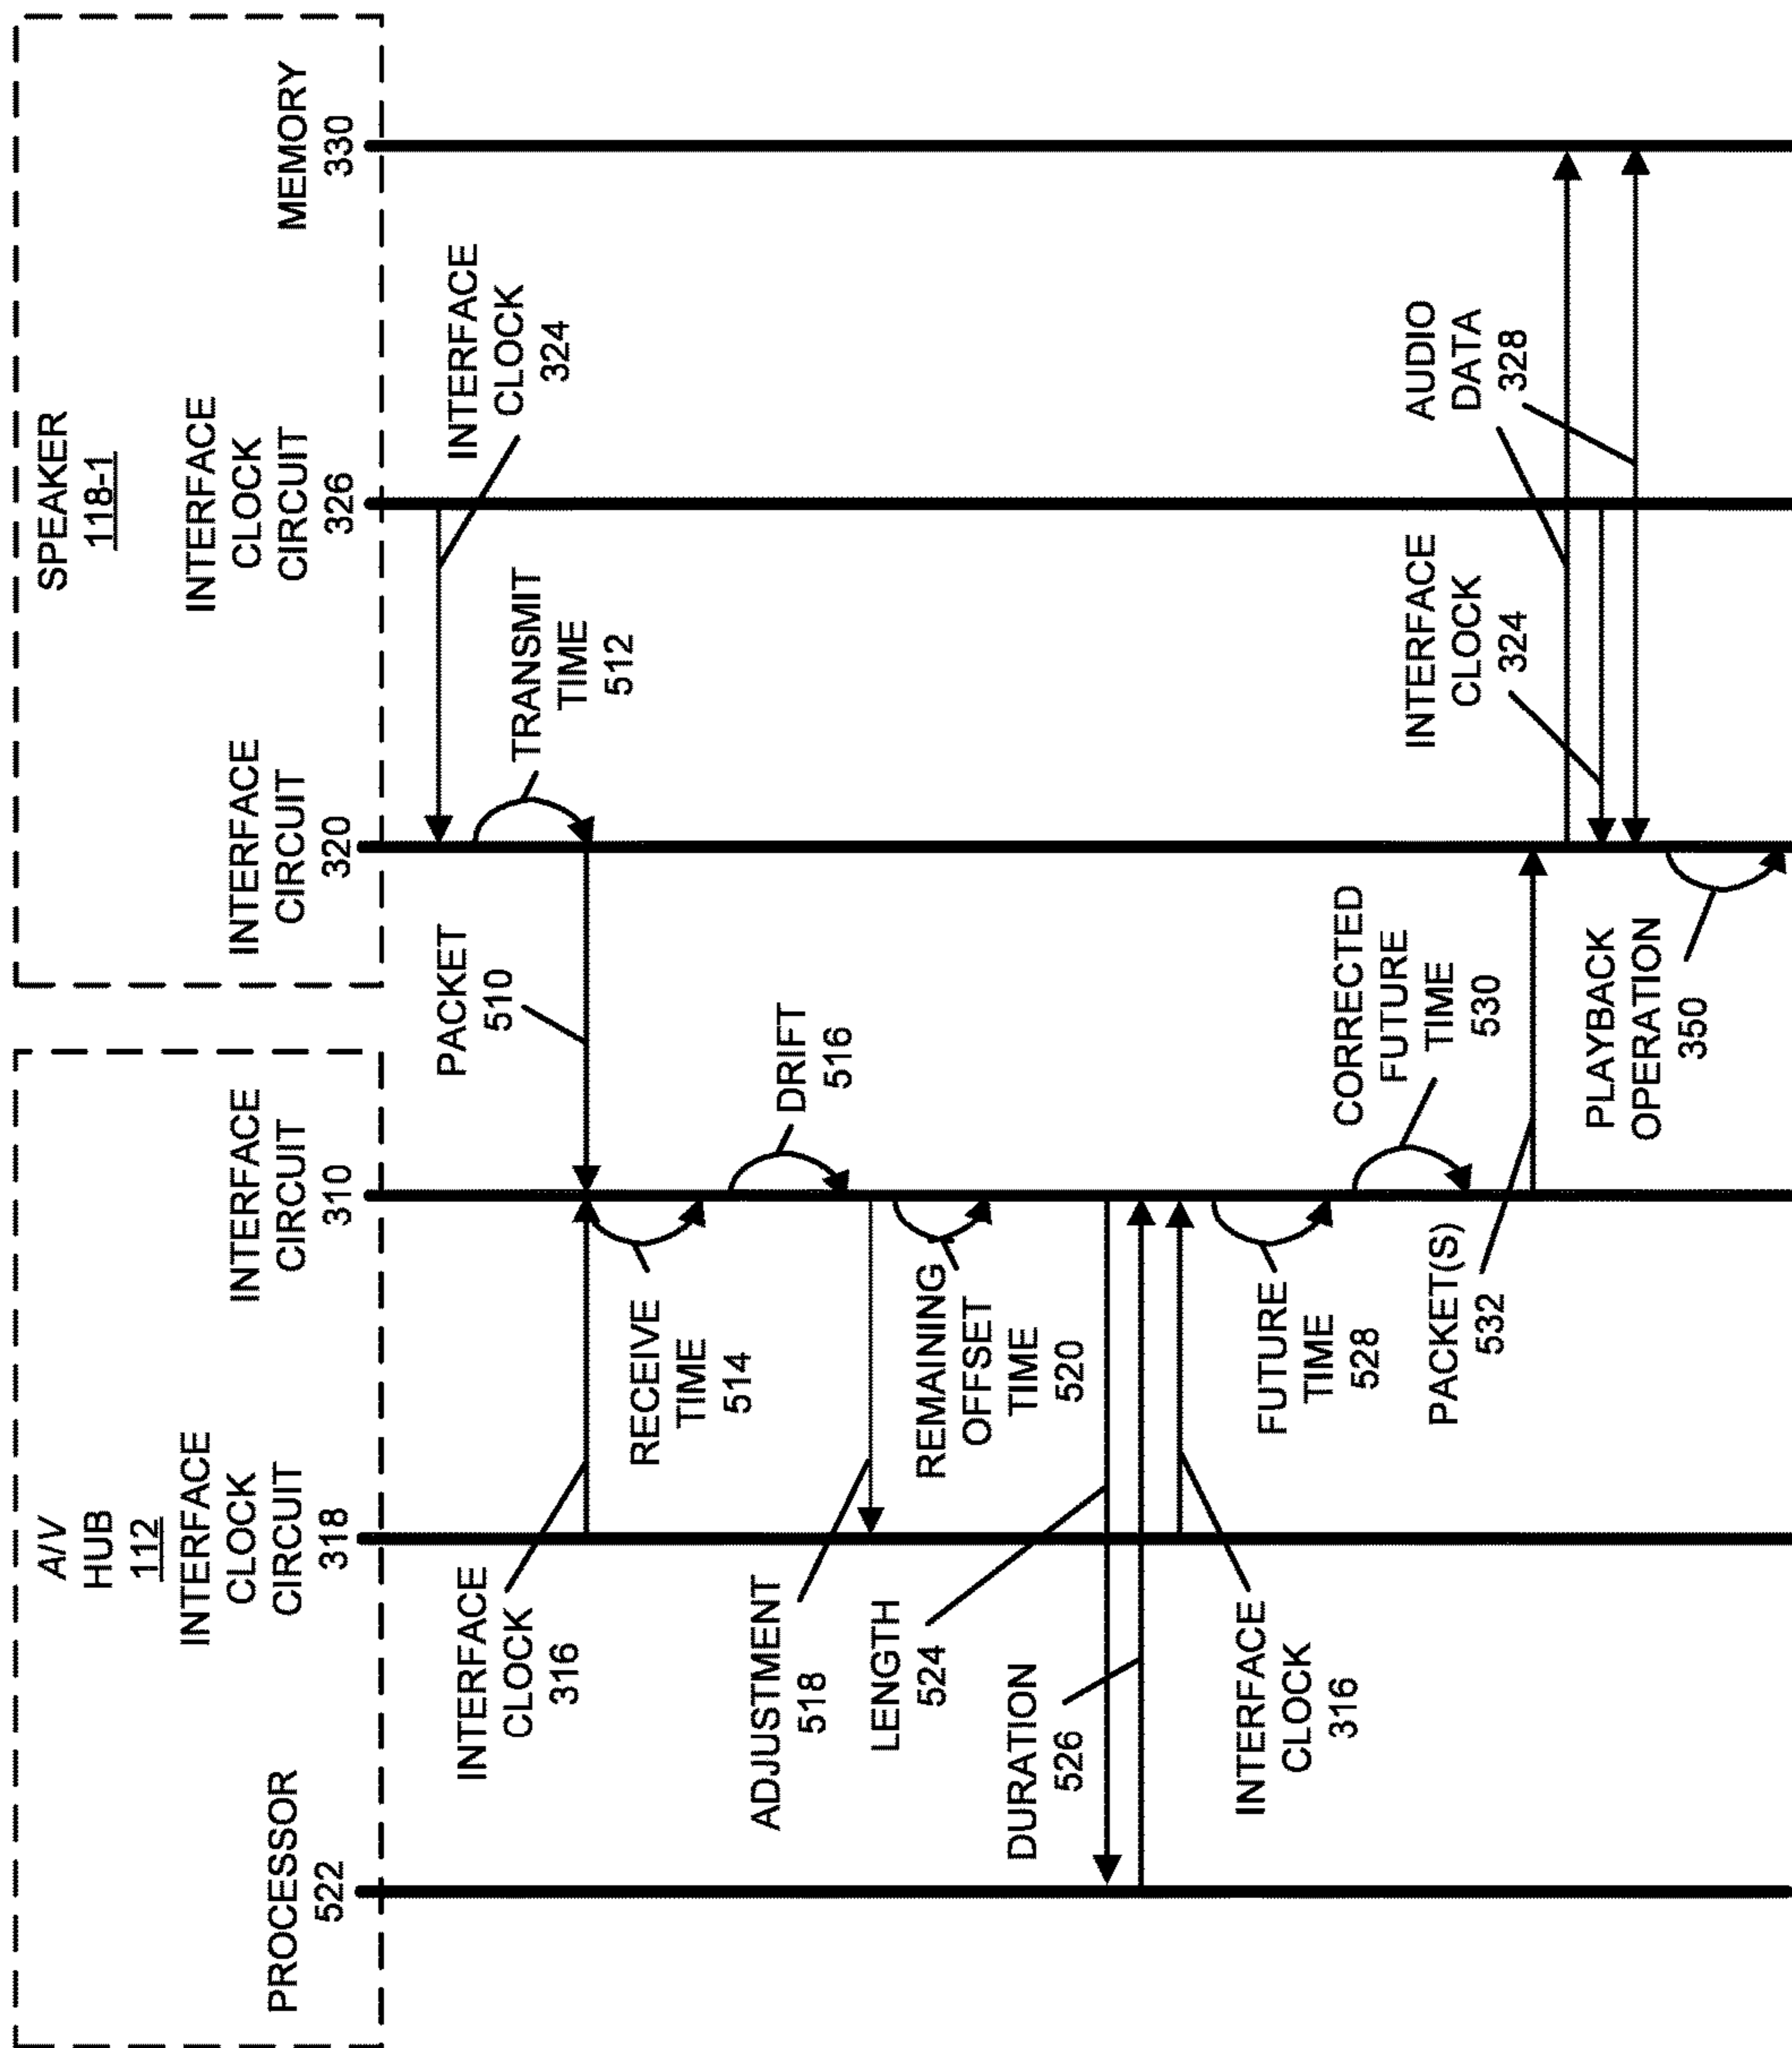 A/V
HUB
112
PROCESSOR
522
INTERFACE
CLOCK
CIRCUIT
318
INTERFACE
CIRCUIT
310
SPEAKER
118-1
INTERFACE
CIRCUIT
320
INTERFACE
CLOCK
CIRCUIT
326
MEMORY
330
INTERFACE
CLOCK
324
TRANSMIT
TIME
512
PACKET
510
INTERFACE
CLOCK
316
RECEIVE
TIME
514
DRIFT
516
ADJUSTMENT
518
REMAINING
OFFSET
TIME
520
LENGTH
524
DURATION
526
INTERFACE
CLOCK
316
FUTURE
TIME
528
CORRECTED
FUTURE
TIME
530
PACKET(S)
532
AUDIO
DATA
328
INTERFACE
CLOCK
324
PLAYBACK
OPERATION
350